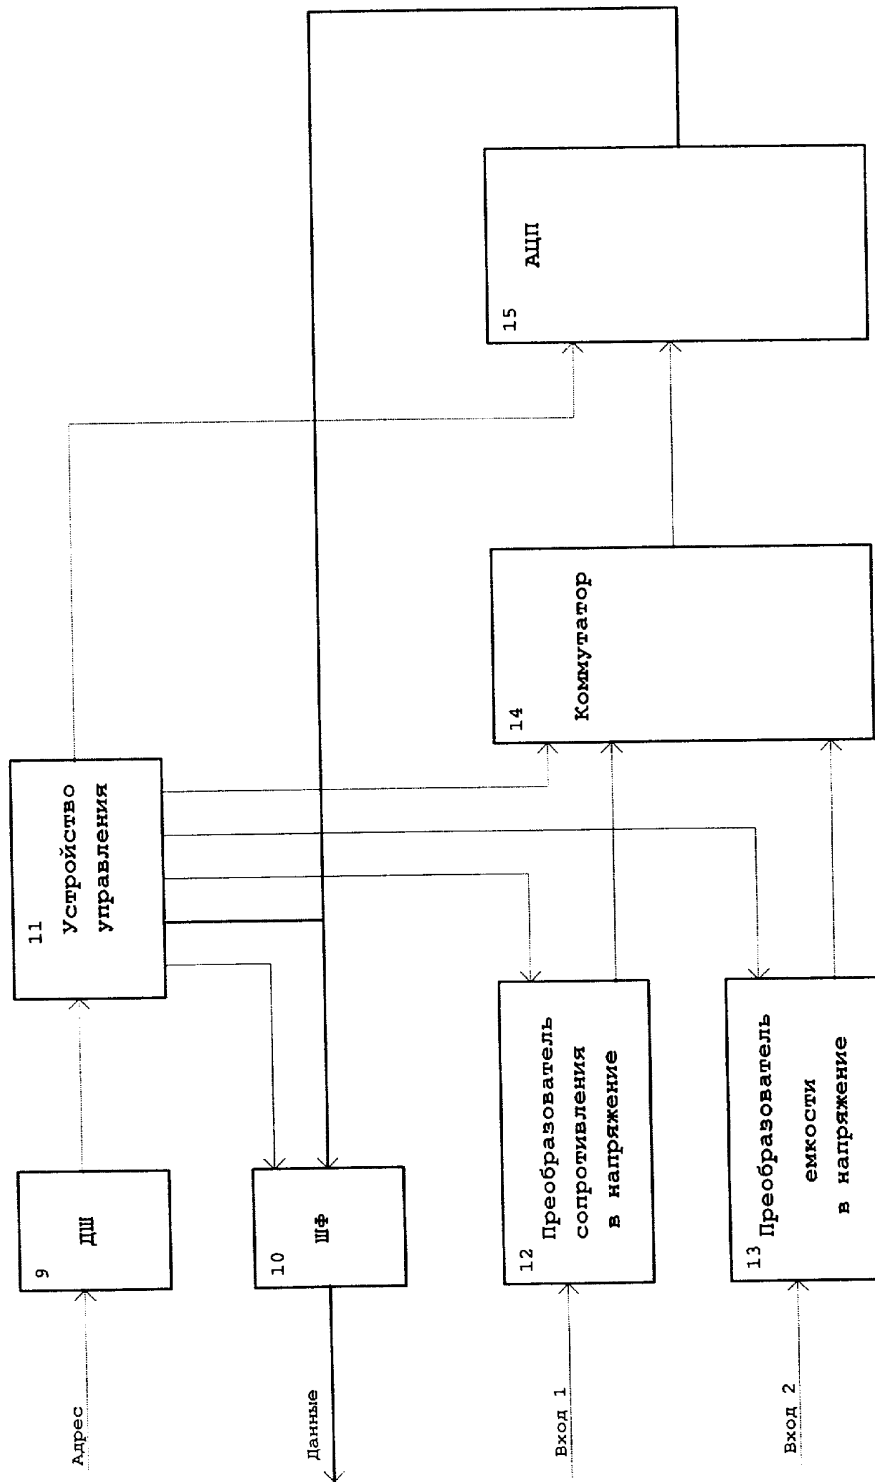 Адрес
9
ДШ
11
Устройство
управления
Данные
10
ШФ
Вход 1
12
Преобразователь
сопротивления
в напряжение
14
Коммутатор
15
АЦП
Вход 2
13
Преобразователь
емкости
в напряжение